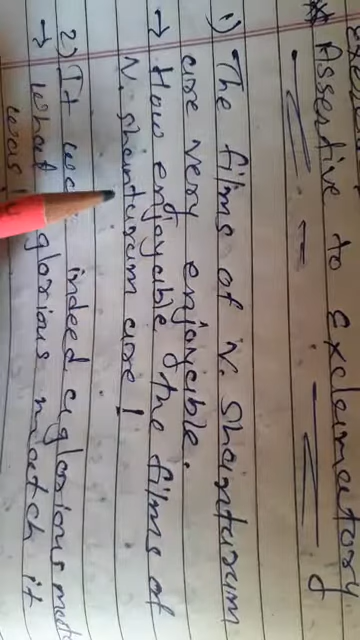 * Assertive to Exclamatory
1) The films of V. Shantaram
are very enjoyable.
→ How enjoyable the films of
V. Shantaram are!
2) It was indeed a glorious
→ What glorious match it
was